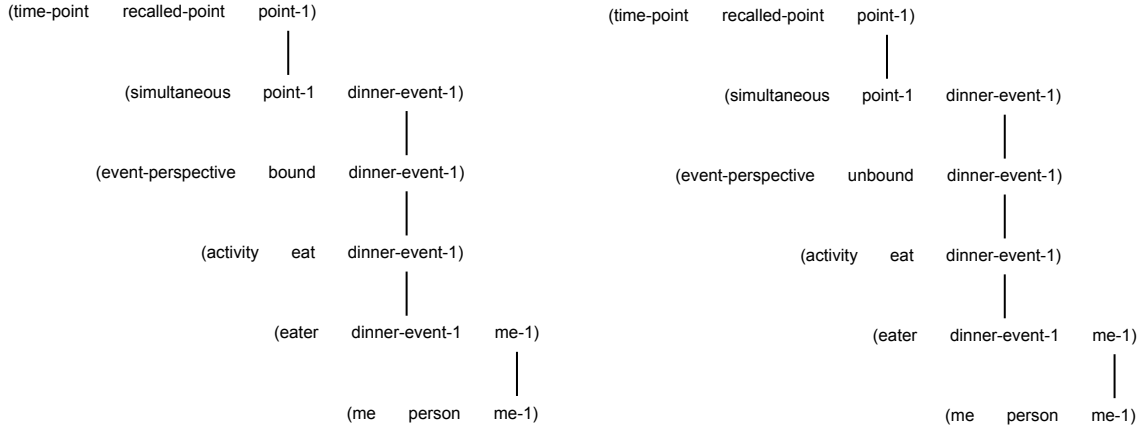 (time-point recalled-point point-1)
(simultaneous point-1 dinner-event-1)
(event-perspective bound dinner-event-1)
(activity eat dinner-event-1)
(eater dinner-event-1 me-1)
(me person me-1)
(time-point recalled-point point-1)
(simultaneous point-1 dinner-event-1)
(event-perspective unbound dinner-event-1)
(activity eat dinner-event-1)
(eater dinner-event-1 me-1)
(me person me-1)